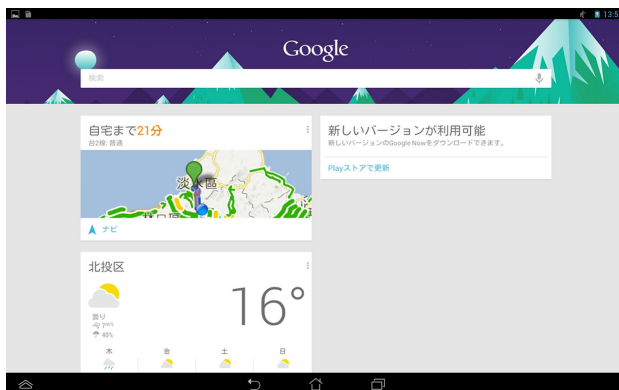 13:5
Google
検索
自宅まで21分
台2線: 普通
淡水區
林口區
ナビ
新しいバージョンが利用可能
新しいバージョンのGoogle Nowをダウンロードできます。
Playストアで更新
北投区
16°
曇り
40%
木 金 土 日